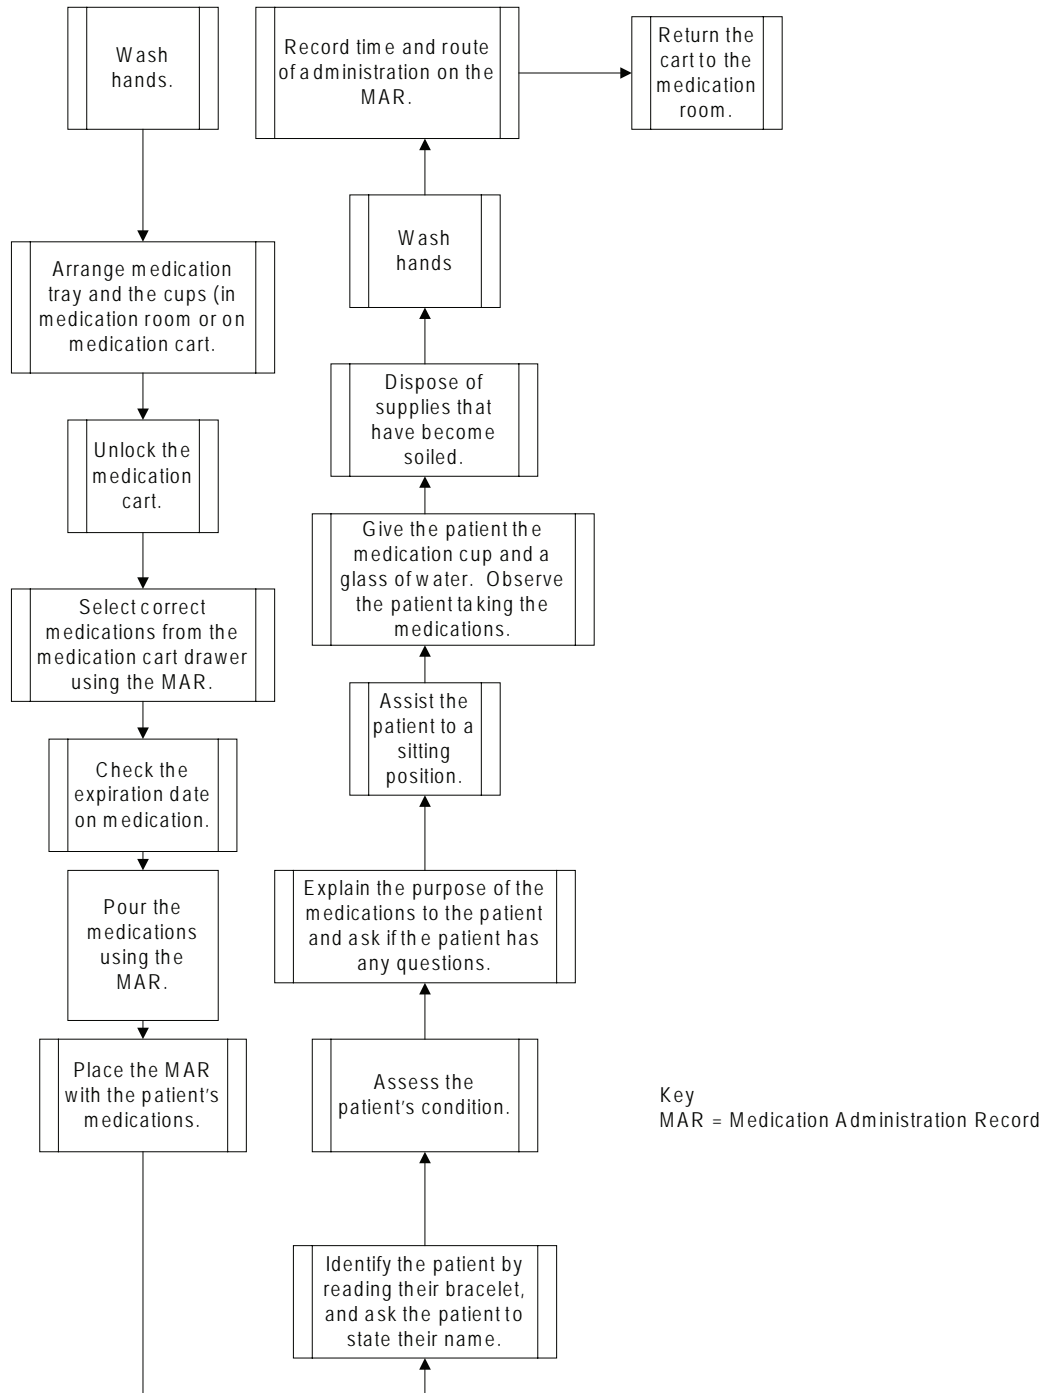 Wash
hands.
Arrange medication
tray and the cups (in
medication room or on
medication cart.
Unlock the
medication
cart.
Select correct
medications from the
medication cart drawer
using the MAR.
Check the
expiration date
on medication.
Pour the
medications
using the
MAR.
Place the MAR
with the patient's
medications.
Identify the patient by
reading their bracelet,
and ask the patient to
state their name.
Assess the
patient's condition.
Explain the purpose of the
medications to the patient
and ask if the patient has
any questions.
Assist the
patient to a
sitting
position.
Give the patient the
medication cup and a
glass of water.  Observe
the patient taking the
medications.
Dispose of
supplies that
have become
soiled.
Wash
hands
Record time and route
of administration on the
MAR.
Return the
cart to the
medication
room.
Key
MAR = Medication Administration Record